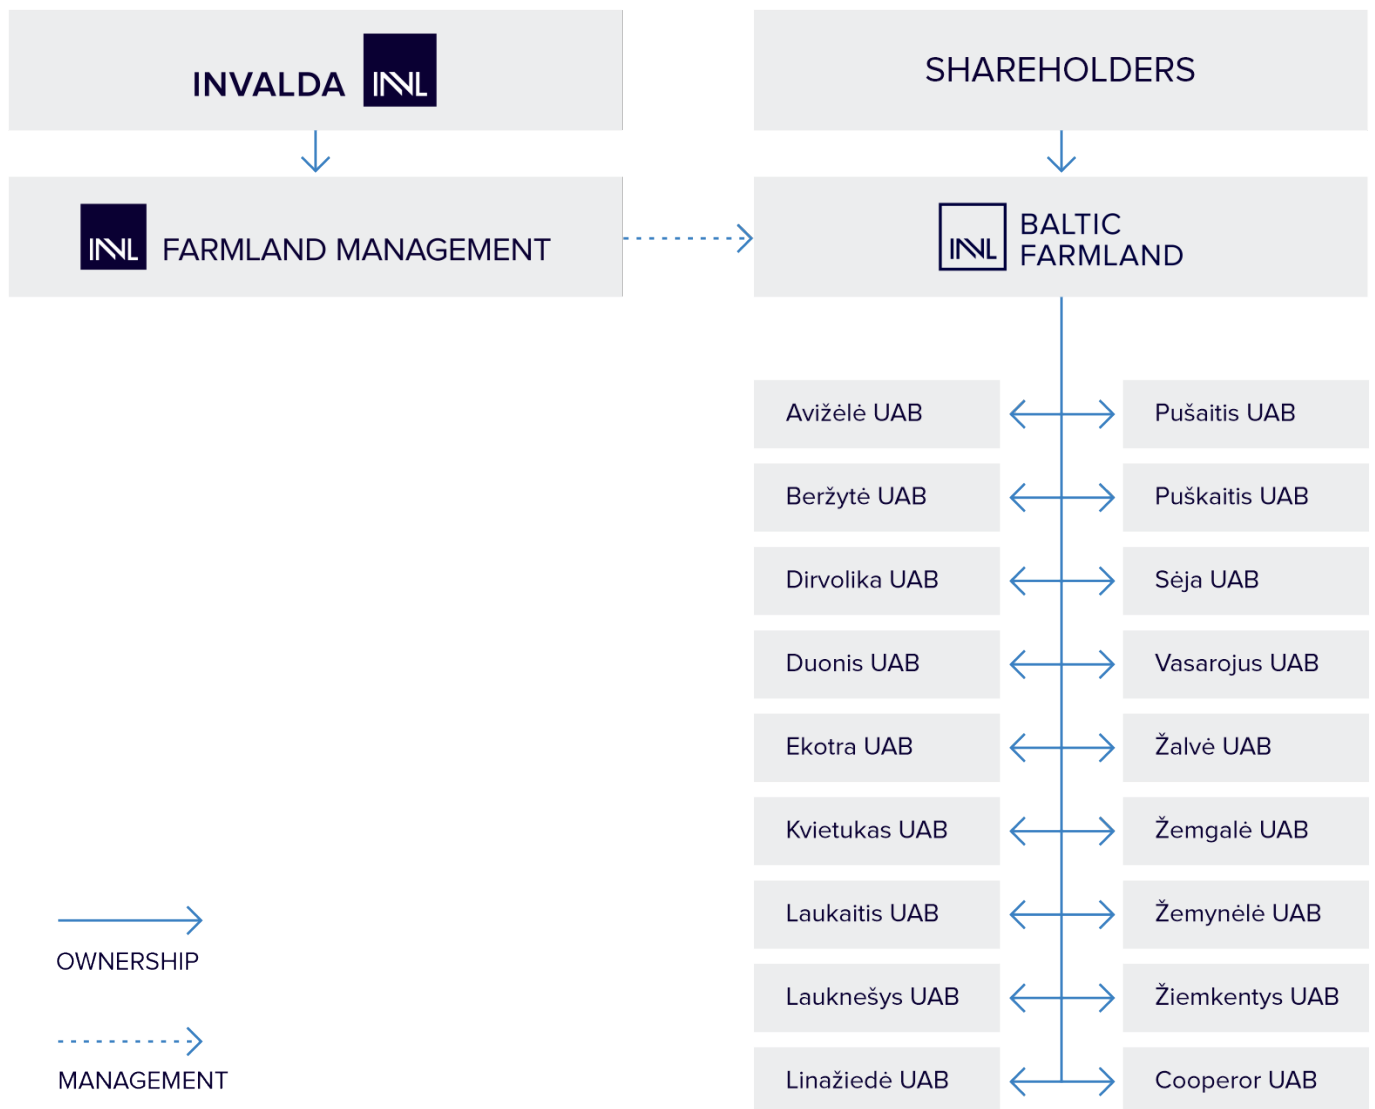 INVALDA INVL
SHAREHOLDERS
INVL FARMLAND MANAGEMENT
INVL BALTIC
FARMLAND
Avižėlė UAB
Pušaitis UAB
Beržytė UAB
Puškaitis UAB
Dirvolika UAB
Sėja UAB
Duonis UAB
Vasarojus UAB
Ekotra UAB
Žalvė UAB
Kvietukas UAB
Žemgalė UAB
Laukaitis UAB
Žemynėlė UAB
Lauknešys UAB
Žiemkentys UAB
Linažiedė UAB
Cooperor UAB
OWNERSHIP
MANAGEMENT